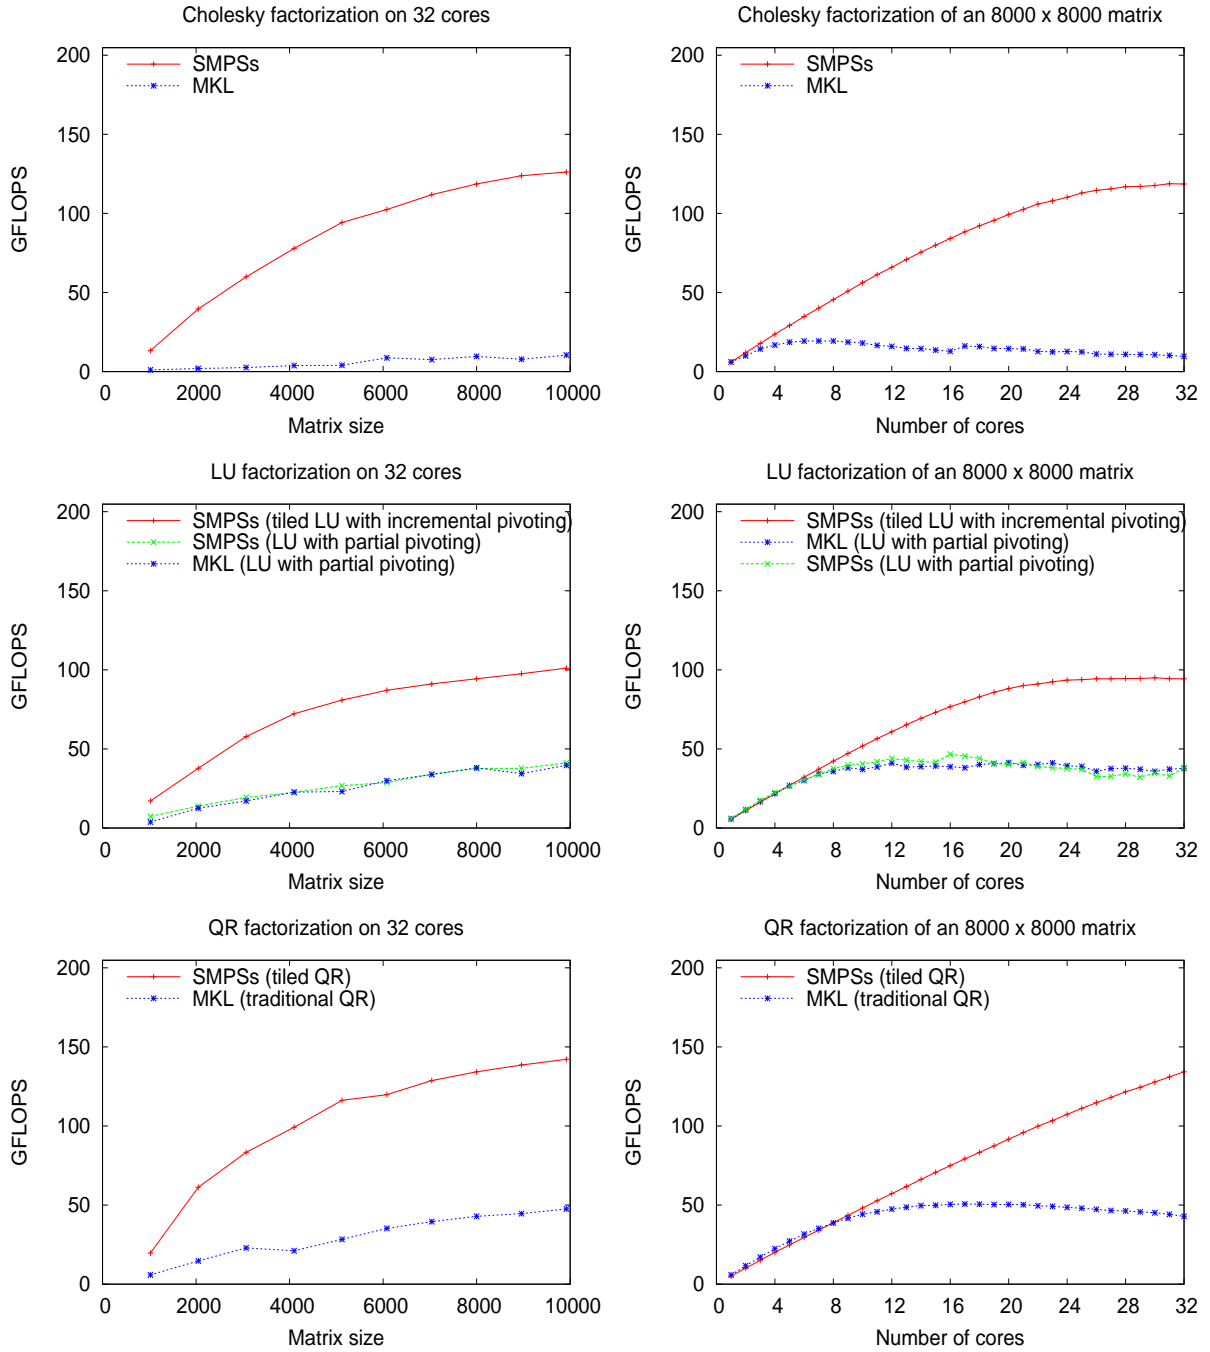 Cholesky factorization on 32 cores
200
150
100
50
0
GFLOPS
SMPSs
MKL
0 2000 4000 6000 8000 10000
Matrix size
Cholesky factorization of an 8000 x 8000 matrix
200
150
100
50
0
GFLOPS
SMPSs
MKL
0 4 8 12 16 20 24 28 32
Number of cores
LU factorization on 32 cores
200
150
100
50
0
GFLOPS
SMPSs (tiled LU with incremental pivoting)
SMPSs (LU with partial pivoting)
MKL (LU with partial pivoting)
0 2000 4000 6000 8000 10000
Matrix size
LU factorization of an 8000 x 8000 matrix
200
150
100
50
0
GFLOPS
SMPSs (tiled LU with incremental pivoting)
MKL (LU with partial pivoting)
SMPSs (LU with partial pivoting)
0 4 8 12 16 20 24 28 32
Number of cores
QR factorization on 32 cores
200
150
100
50
0
GFLOPS
SMPSs (tiled QR)
MKL (traditional QR)
0 2000 4000 6000 8000 10000
Matrix size
QR factorization of an 8000 x 8000 matrix
200
150
100
50
0
GFLOPS
SMPSs (tiled QR)
MKL (traditional QR)
0 4 8 12 16 20 24 28 32
Number of cores